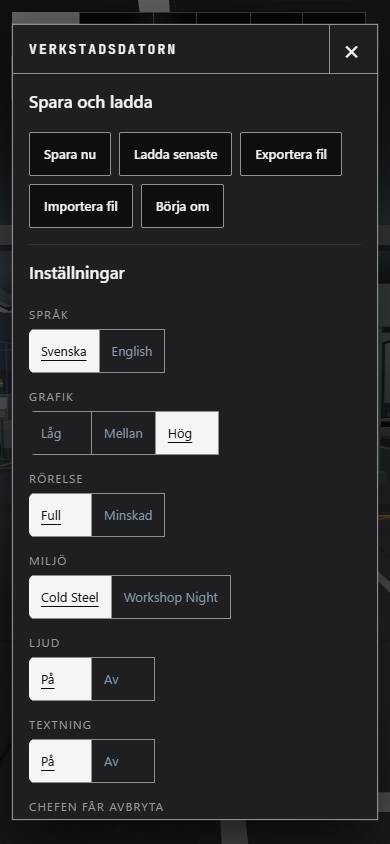 VERKSTADSDATORN
Spara och ladda
Spara nu
Ladda senaste
Exportera fil
Importera fil
Börja om
Inställningar
SPRÅK
Svenska
English
GRAFIK
Låg
Mellan
Hög
RÖRELSE
Full
Minskad
MILJÖ
Cold Steel
Workshop Night
LJUD
På
Av
TEXTNING
På
Av
CHEFEN FÅR AVBRYTA